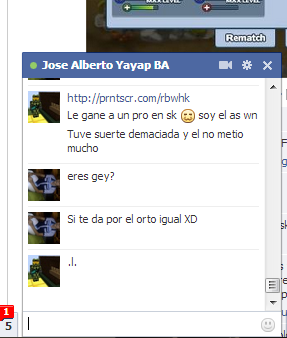 MAX LEVEL
MAX LEVEL
Rematch
Jose Alberto Yayap BA
http://prntscr.com/rbwhk
Le gane a un pro en sk soy el as wn
Tuve suerte demaciada y el no metio
mucho
eres gey?
Si te da por el orto igual XD
.l.
1
5